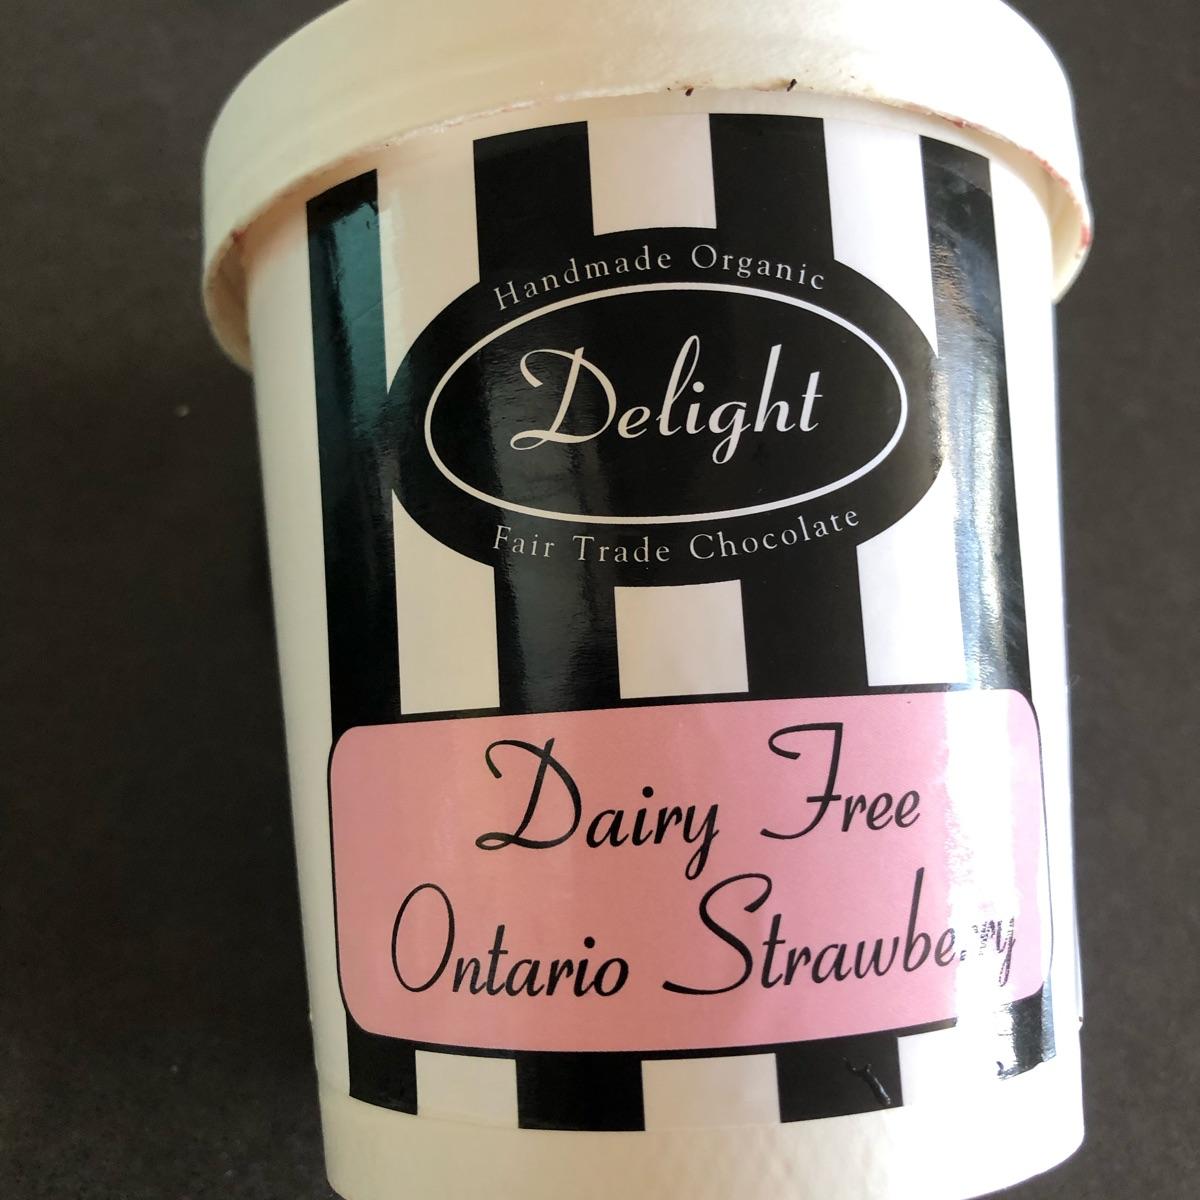 Handmade Organic
Delight
Fair Trade Chocolate
Dairy Free
Ontario Strawberry